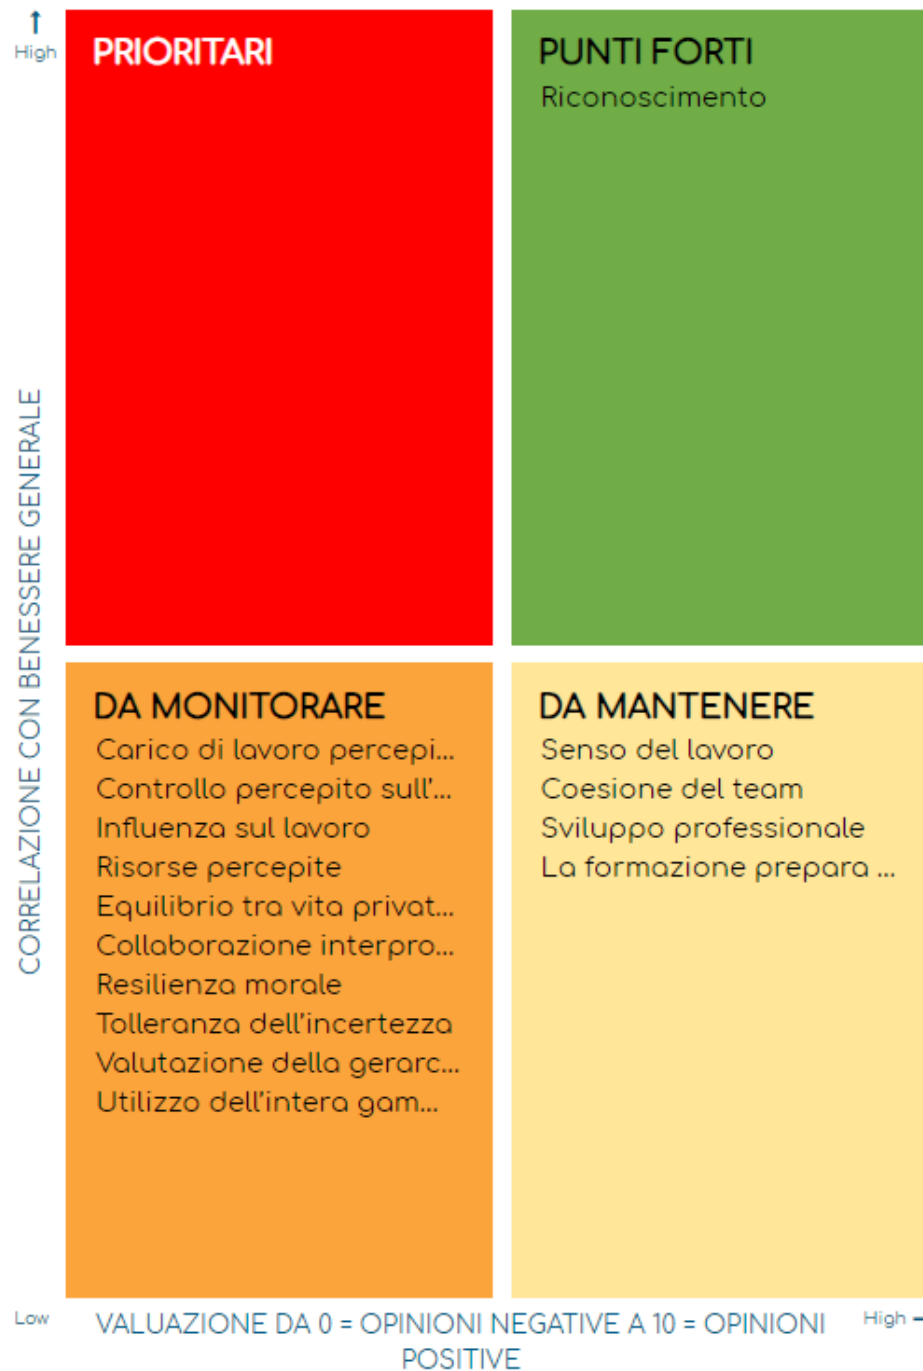 High
PRIORITARI
PUNTI FORTI
Riconoscimento
CORRELAZIONE CON BENESSERE GENERALE
DA MONITORARE
Carico di lavoro percepi...
Controllo percepito sull'...
Influenza sul lavoro
Risorse percepite
Equilibrio tra vita privat...
Collaborazione interpro...
Resilienza morale
Tolleranza dell'incertezza
Valutazione della gerarc...
Utilizzo dell'intera gam...
DA MANTENERE
Senso del lavoro
Coesione del team
Sviluppo professionale
La formazione prepara ...
Low
VALUAZIONE DA 0 = OPINIONI NEGATIVE A 10 = OPINIONI
POSITIVE
High